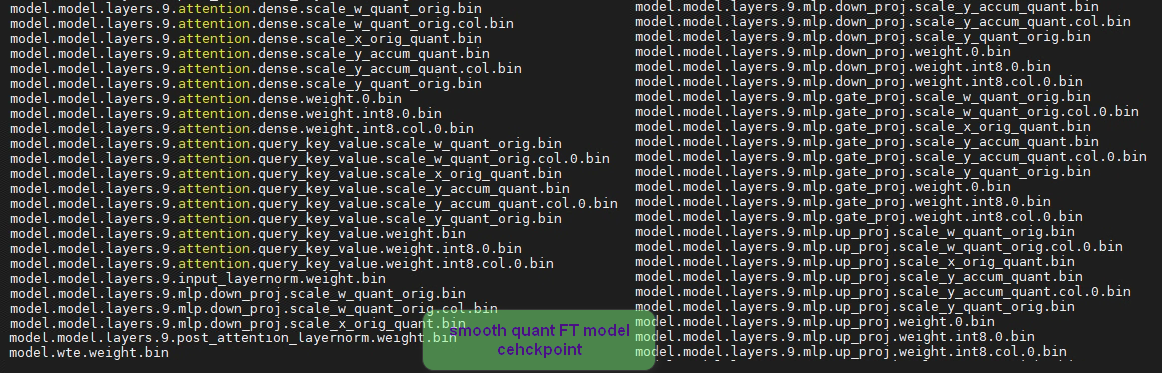 model.model.layers.9.attention.dense.scale_w_quant_orig.bin
model.model.layers.9.attention.dense.scale_w_quant_orig.col.bin
model.model.layers.9.attention.dense.scale_x_orig_quant.bin
model.model.layers.9.attention.dense.scale_y_accum_quant.bin
model.model.layers.9.attention.dense.scale_y_accum_quant.col.bin
model.model.layers.9.attention.dense.scale_y_quant_orig.bin
model.model.layers.9.attention.dense.weight.0.bin
model.model.layers.9.attention.dense.weight.int8.0.bin
model.model.layers.9.attention.dense.weight.int8.col.0.bin
model.model.layers.9.attention.query_key_value.scale_w_quant_orig.bin
model.model.layers.9.attention.query_key_value.scale_w_quant_orig.col.0.bin
model.model.layers.9.attention.query_key_value.scale_x_orig_quant.bin
model.model.layers.9.attention.query_key_value.scale_y_accum_quant.bin
model.model.layers.9.attention.query_key_value.scale_y_accum_quant.col.0.bin
model.model.layers.9.attention.query_key_value.scale_y_quant_orig.bin
model.model.layers.9.attention.query_key_value.weight.bin
model.model.layers.9.attention.query_key_value.weight.int8.0.bin
model.model.layers.9.attention.query_key_value.weight.int8.col.0.bin
model.model.layers.9.input_layernorm.weight.bin
model.model.layers.9.mlp.down_proj.scale_w_quant_orig.bin
model.model.layers.9.mlp.down_proj.scale_w_quant_orig.col.bin
model.model.layers.9.mlp.down_proj.scale_x_orig_quant.bin
model.model.layers.9.post_attention_layernorm.weight.bin
model.wte.weight.bin
model.model.layers.9.mlp.down_proj.scale_y_accum_quant.bin
model.model.layers.9.mlp.down_proj.scale_y_accum_quant.col.bin
model.model.layers.9.mlp.down_proj.scale_y_quant_orig.bin
model.model.layers.9.mlp.down_proj.weight.0.bin
model.model.layers.9.mlp.down_proj.weight.int8.0.bin
model.model.layers.9.mlp.down_proj.weight.int8.col.0.bin
model.model.layers.9.mlp.gate_proj.scale_w_quant_orig.bin
model.model.layers.9.mlp.gate_proj.scale_w_quant_orig.col.0.bin
model.model.layers.9.mlp.gate_proj.scale_x_orig_quant.bin
model.model.layers.9.mlp.gate_proj.scale_y_accum_quant.bin
model.model.layers.9.mlp.gate_proj.scale_y_accum_quant.col.0.bin
model.model.layers.9.mlp.gate_proj.scale_y_quant_orig.bin
model.model.layers.9.mlp.gate_proj.weight.0.bin
model.model.layers.9.mlp.gate_proj.weight.int8.0.bin
model.model.layers.9.mlp.gate_proj.weight.int8.col.0.bin
model.model.layers.9.mlp.up_proj.scale_w_quant_orig.bin
model.model.layers.9.mlp.up_proj.scale_w_quant_orig.col.0.bin
model.model.layers.9.mlp.up_proj.scale_x_orig_quant.bin
model.model.layers.9.mlp.up_proj.scale_y_accum_quant.bin
model.model.layers.9.mlp.up_proj.scale_y_accum_quant.col.0.bin
model.model.layers.9.mlp.up_proj.scale_y_quant_orig.bin
model.model.layers.9.mlp.up_proj.weight.0.bin
model.model.layers.9.mlp.up_proj.weight.int8.0.bin
model.model.layers.9.mlp.up_proj.weight.int8.col.0.bin
smooth quant FT model
cehckpoint